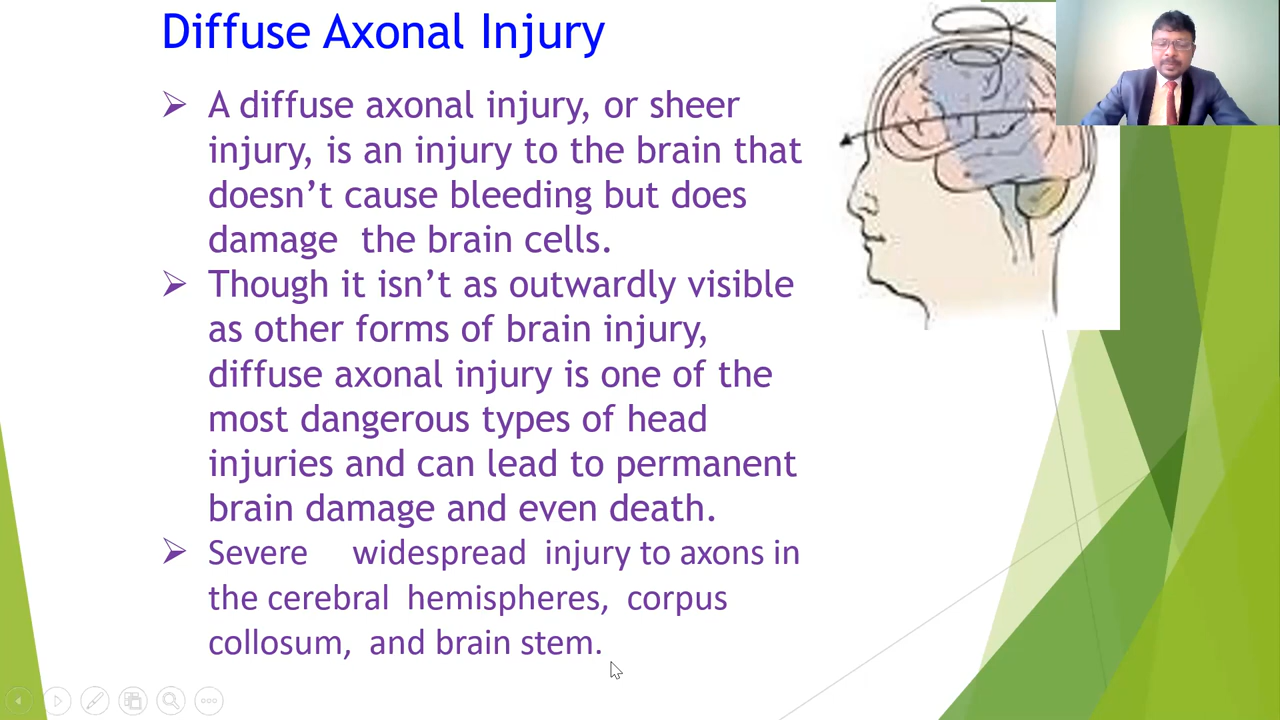 Diffuse Axonal Injury
➢ A diffuse axonal injury, or sheer
injury, is an injury to the brain that
doesn’t cause bleeding but does
damage the brain cells.
➢ Though it isn’t as outwardly visible
as other forms of brain injury,
diffuse axonal injury is one of the
most dangerous types of head
injuries and can lead to permanent
brain damage and even death.
➢ Severe widespread injury to axons in
the cerebral hemispheres, corpus
collosum, and brain stem.